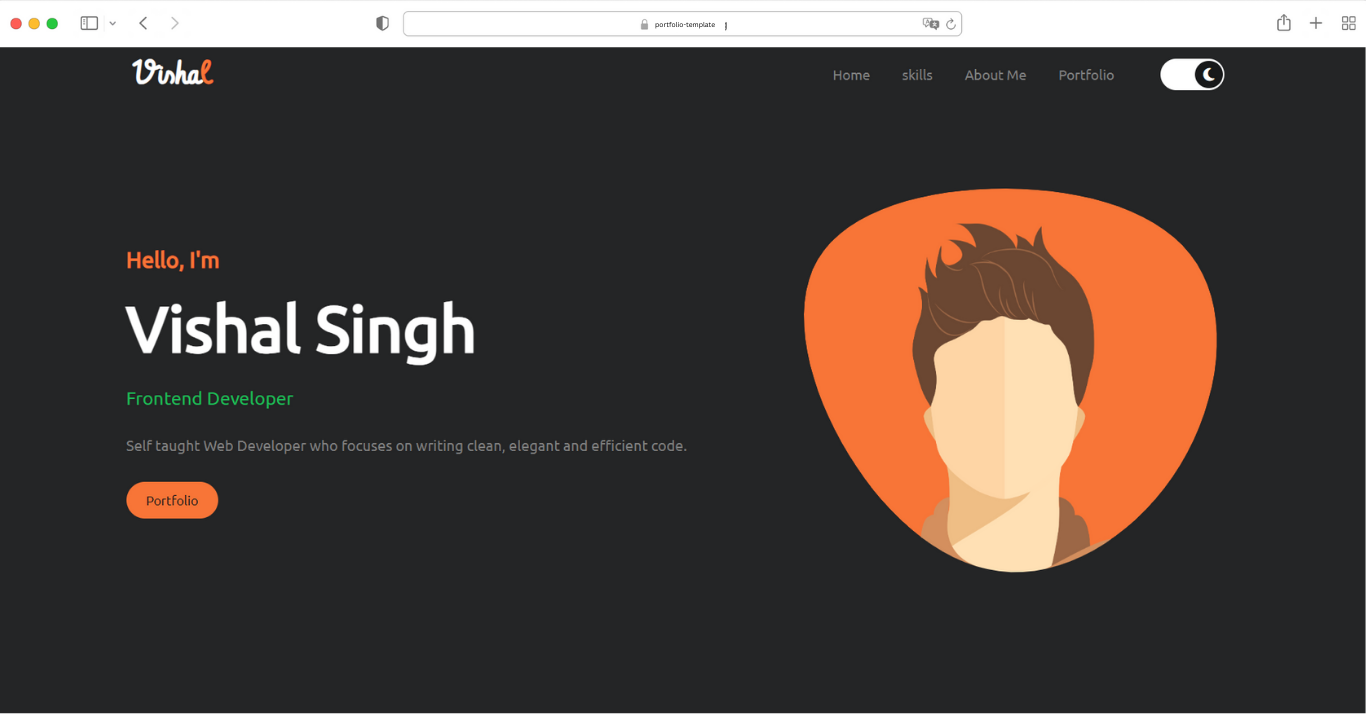 portfolio-template
Vishal
Home skills About Me Portfolio
Hello, I'm
Vishal Singh
Frontend Developer
Self taught Web Developer who focuses on writing clean, elegant and efficient code.
Portfolio